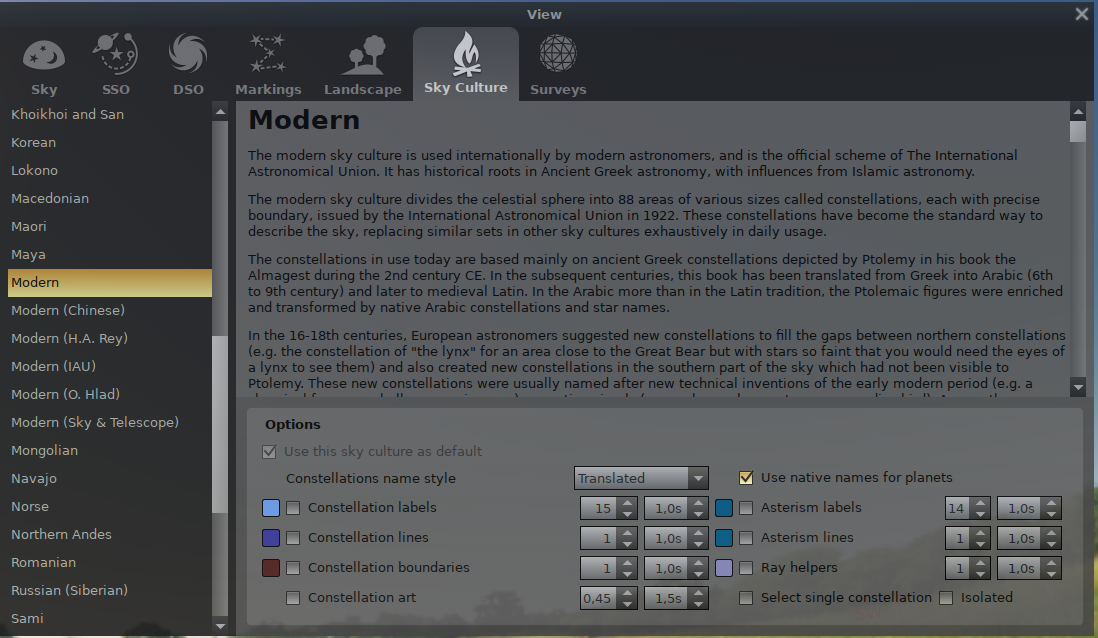 View
Sky
SSO
DSO
Markings
Landscape
Sky Culture
Surveys
Khoikhoi and San
Korean
Lokono
Macedonian
Maori
Maya
Modern
Modern (Chinese)
Modern (H.A. Rey)
Modern (IAU)
Modern (O. Hlad)
Modern (Sky & Telescope)
Mongolian
Navajo
Norse
Northern Andes
Romanian
Russian (Siberian)
Sami
Modern
The modern sky culture is used internationally by modern astronomers, and is the official scheme of The International
Astronomical Union. It has historical roots in Ancient Greek astronomy, with influences from Islamic astronomy.
The modern sky culture divides the celestial sphere into 88 areas of various sizes called constellations, each with precise
boundary, issued by the International Astronomical Union in 1922. These constellations have become the standard way to
describe the sky, replacing similar sets in other sky cultures exhaustively in daily usage.
The constellations in use today are based mainly on ancient Greek constellations depicted by Ptolemy in his book the
Almagest during the 2nd century CE. In the subsequent centuries, this book has been translated from Greek into Arabic (6th
to 9th century) and later to medieval Latin. In the Arabic more than in the Latin tradition, the Ptolemaic figures were enriched
and transformed by native Arabic constellations and star names.
In the 16-18th centuries, European astronomers suggested new constellations to fill the gaps between northern constellations
(e.g. the constellation of "the lynx" for an area close to the Great Bear but with stars so faint that you would need the eyes of
a lynx to see them) and also created new constellations in the southern part of the sky which had not been visible to
Ptolemy. These new constellations were usually named after new technical inventions of the early modern period (e.g. a
Options
Use this sky culture as default
Constellations name style Translated Use native names for planets
Constellation labels 15 1,0s Asterism labels 14 1,0s
Constellation lines 1 1,0s Asterism lines 1 1,0s
Constellation boundaries 1 1,0s Ray helpers 1 1,0s
Constellation art 0,45 1,5s Select single constellation Isolated